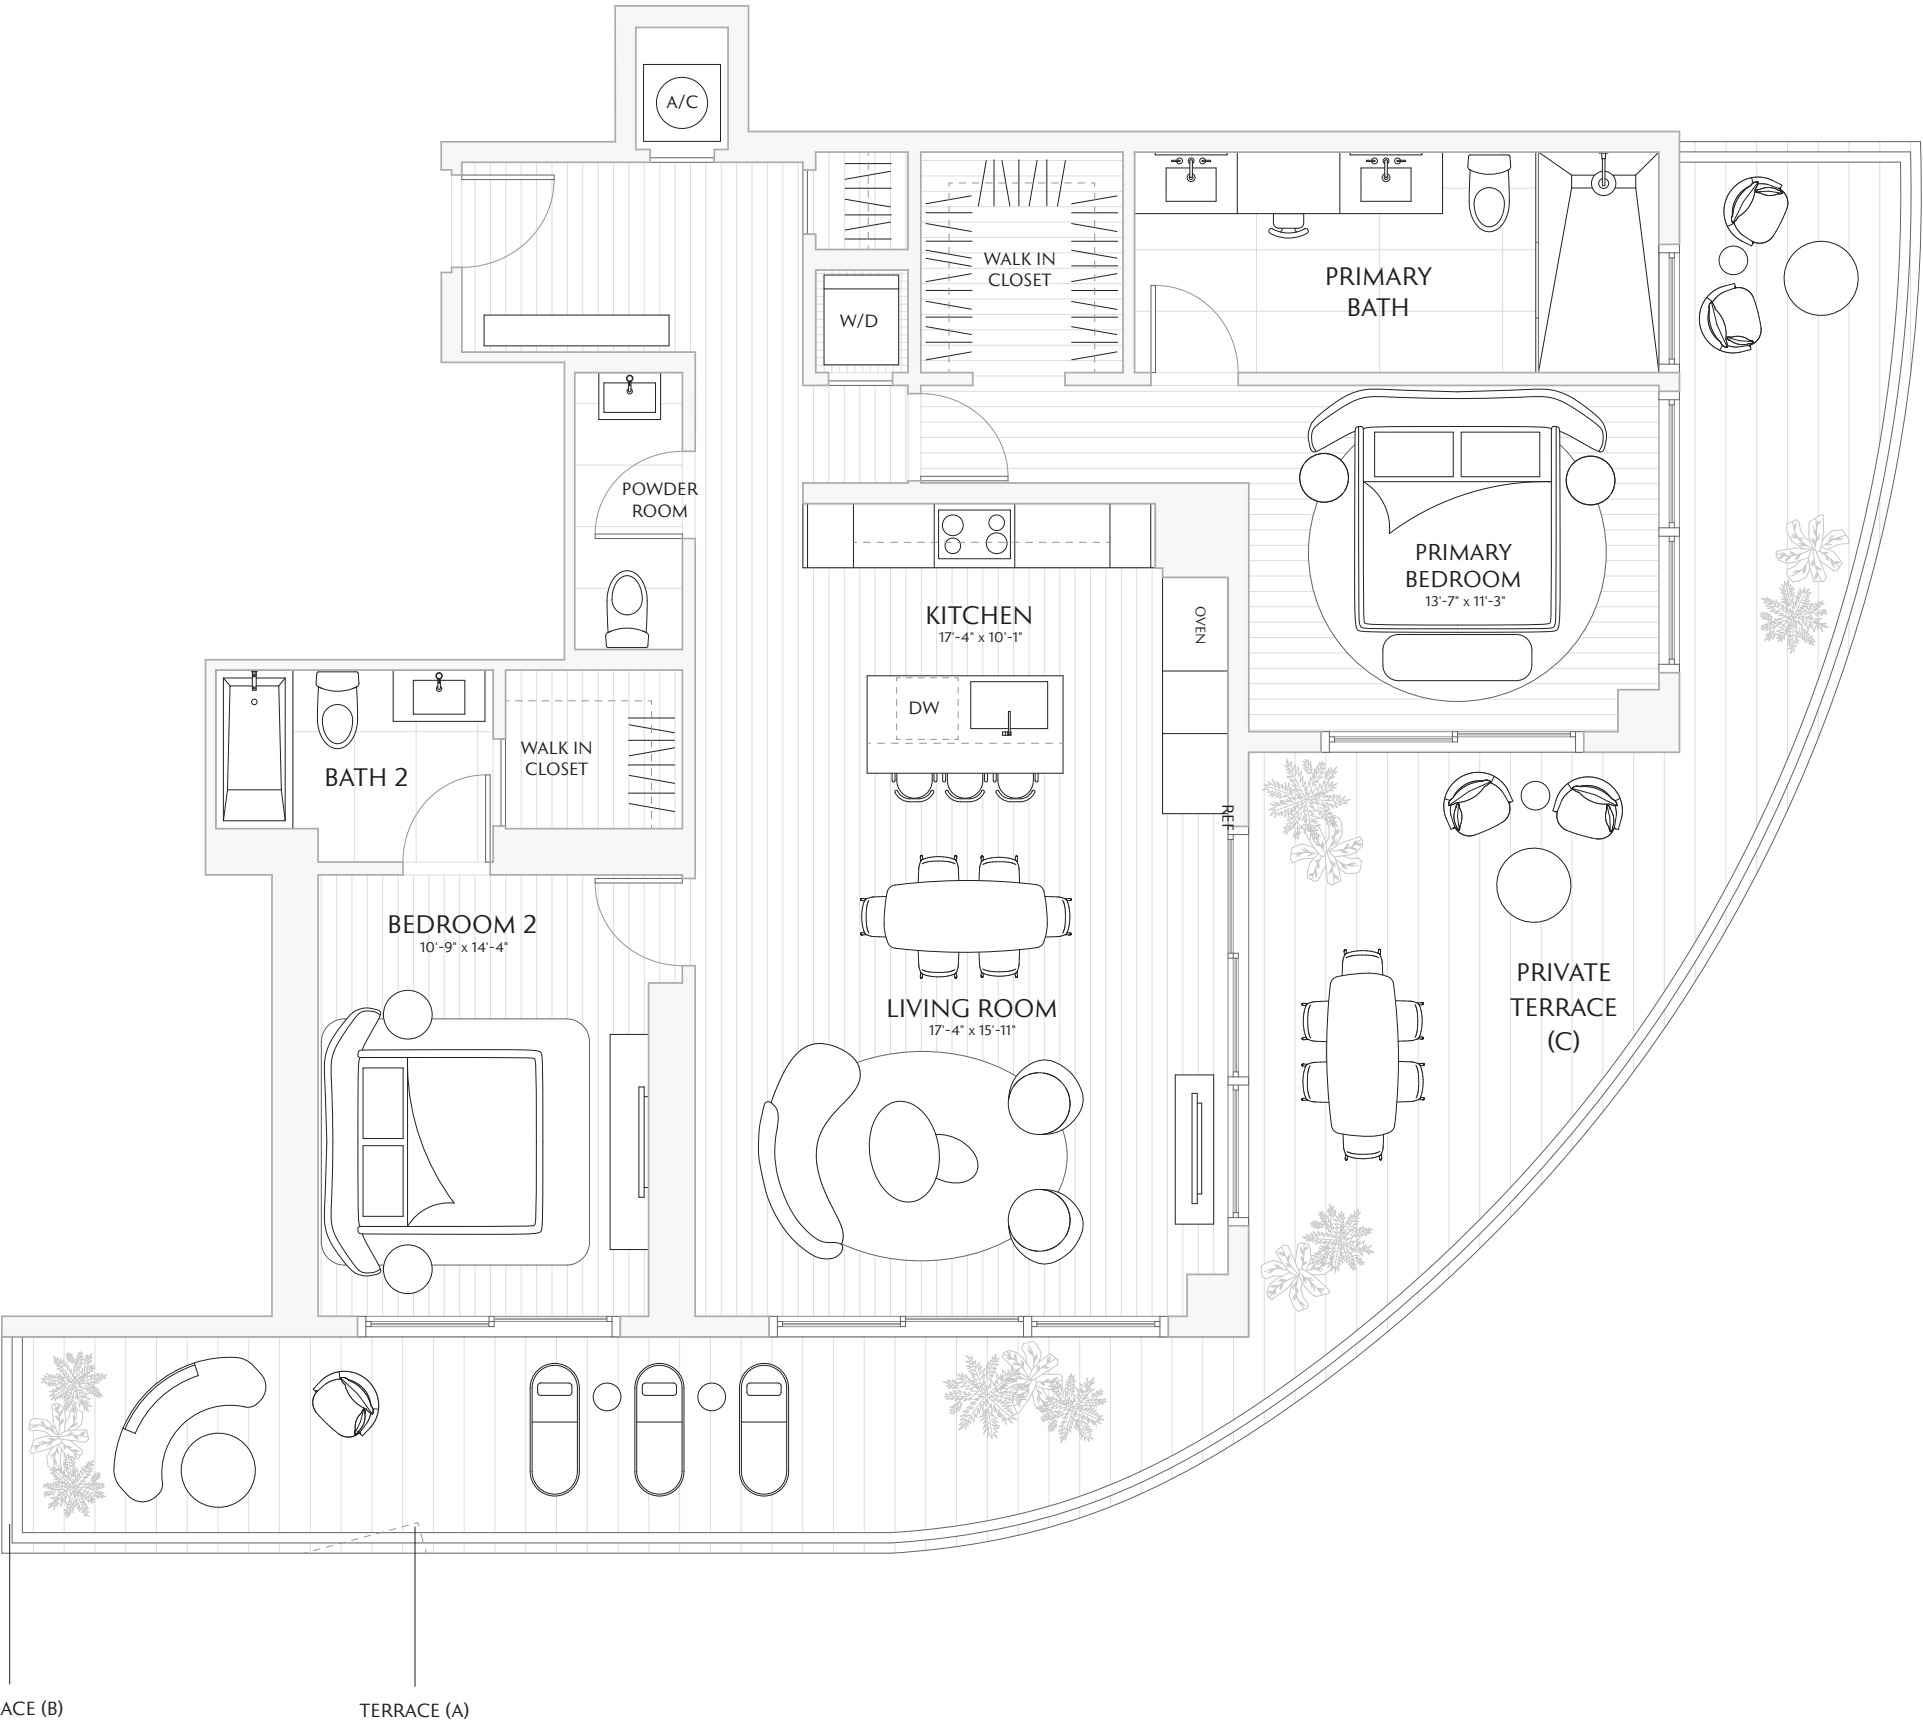 A/C
WALK IN
CLOSET
PRIMARY
BATH
W/D
POWDER
ROOM
PRIMARY
BEDROOM
13'-7" x 11'-3"
KITCHEN
17'-4" x 10'-1"
OVEN
DW
REF
WALK IN
CLOSET
BATH 2
BEDROOM 2
10'-9" x 14'-4"
LIVING ROOM
17'-4" x 15'-11"
PRIVATE
TERRACE
(C)
ACE (B)
TERRACE (A)